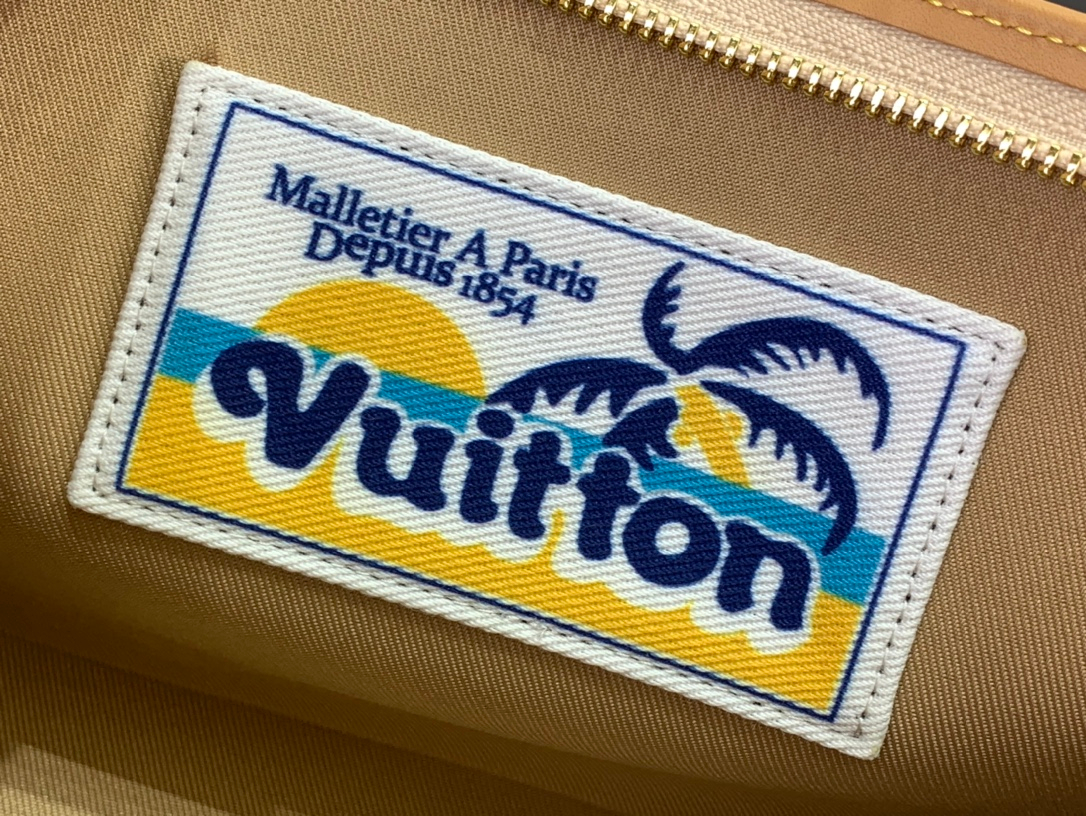 Malletier A Paris
Depuis 1854
Vuitton